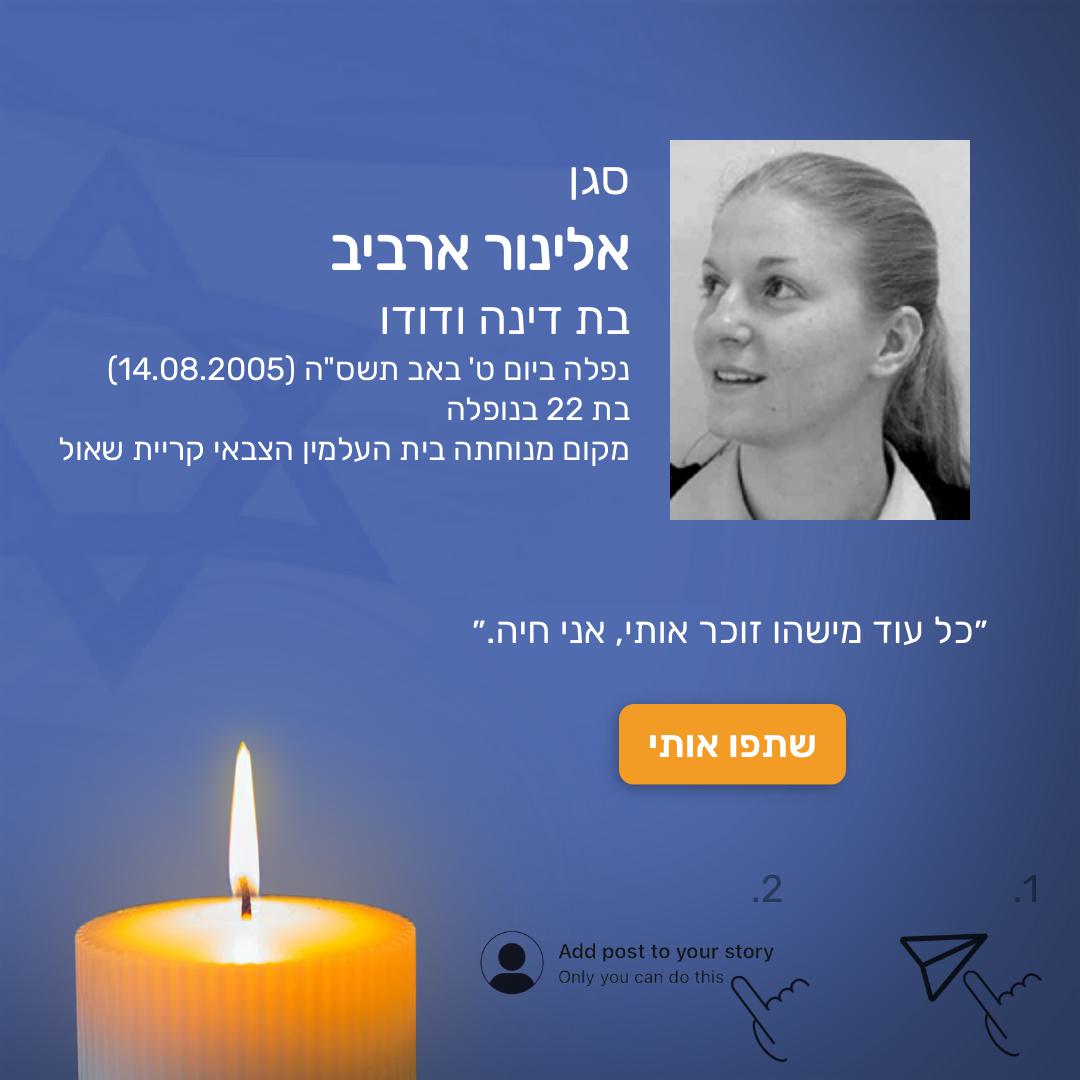 סגן
אלינור ארביב
בת דינה ודודו
נפלה ביום ט' באב תשס"ה (14.08.2005)
בת 22 בנופלה
מקום מנוחתה בית העלמין הצבאי קריית שאול
״כל עוד מישהו זוכר אותי, אני חיה.״
שתפו אותי
1.
2.
Add post to your story
Only you can do this